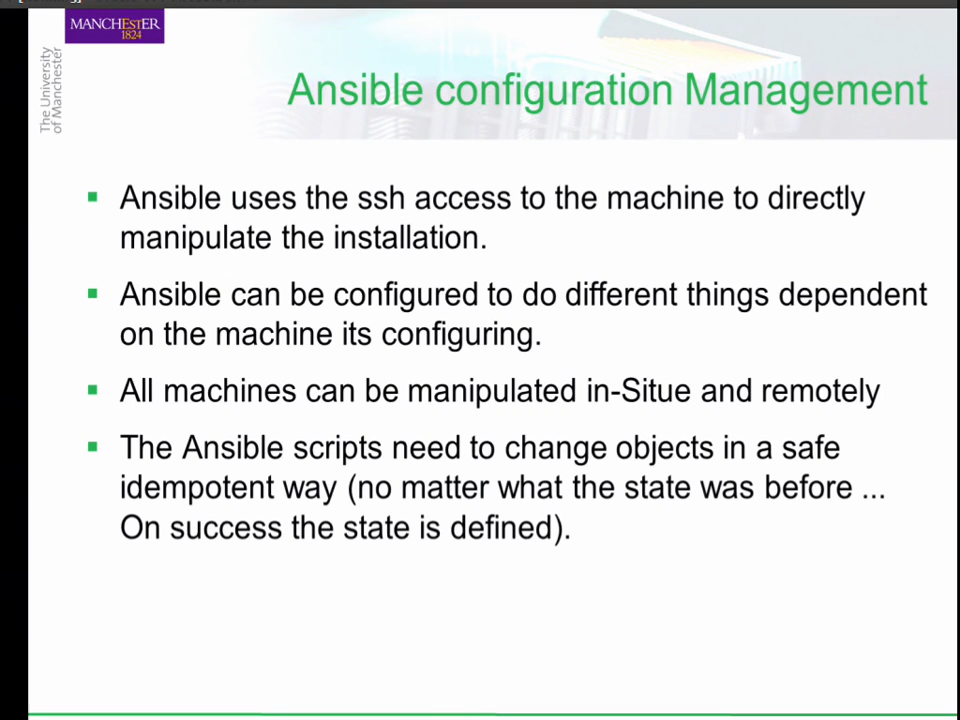 MANCHESTER
1824
The University
of Manchester
Ansible configuration Management
Ansible uses the ssh access to the machine to directly
manipulate the installation.
Ansible can be configured to do different things dependent
on the machine its configuring.
All machines can be manipulated in-Situe and remotely
The Ansible scripts need to change objects in a safe
idempotent way (no matter what the state was before ...
On success the state is defined).